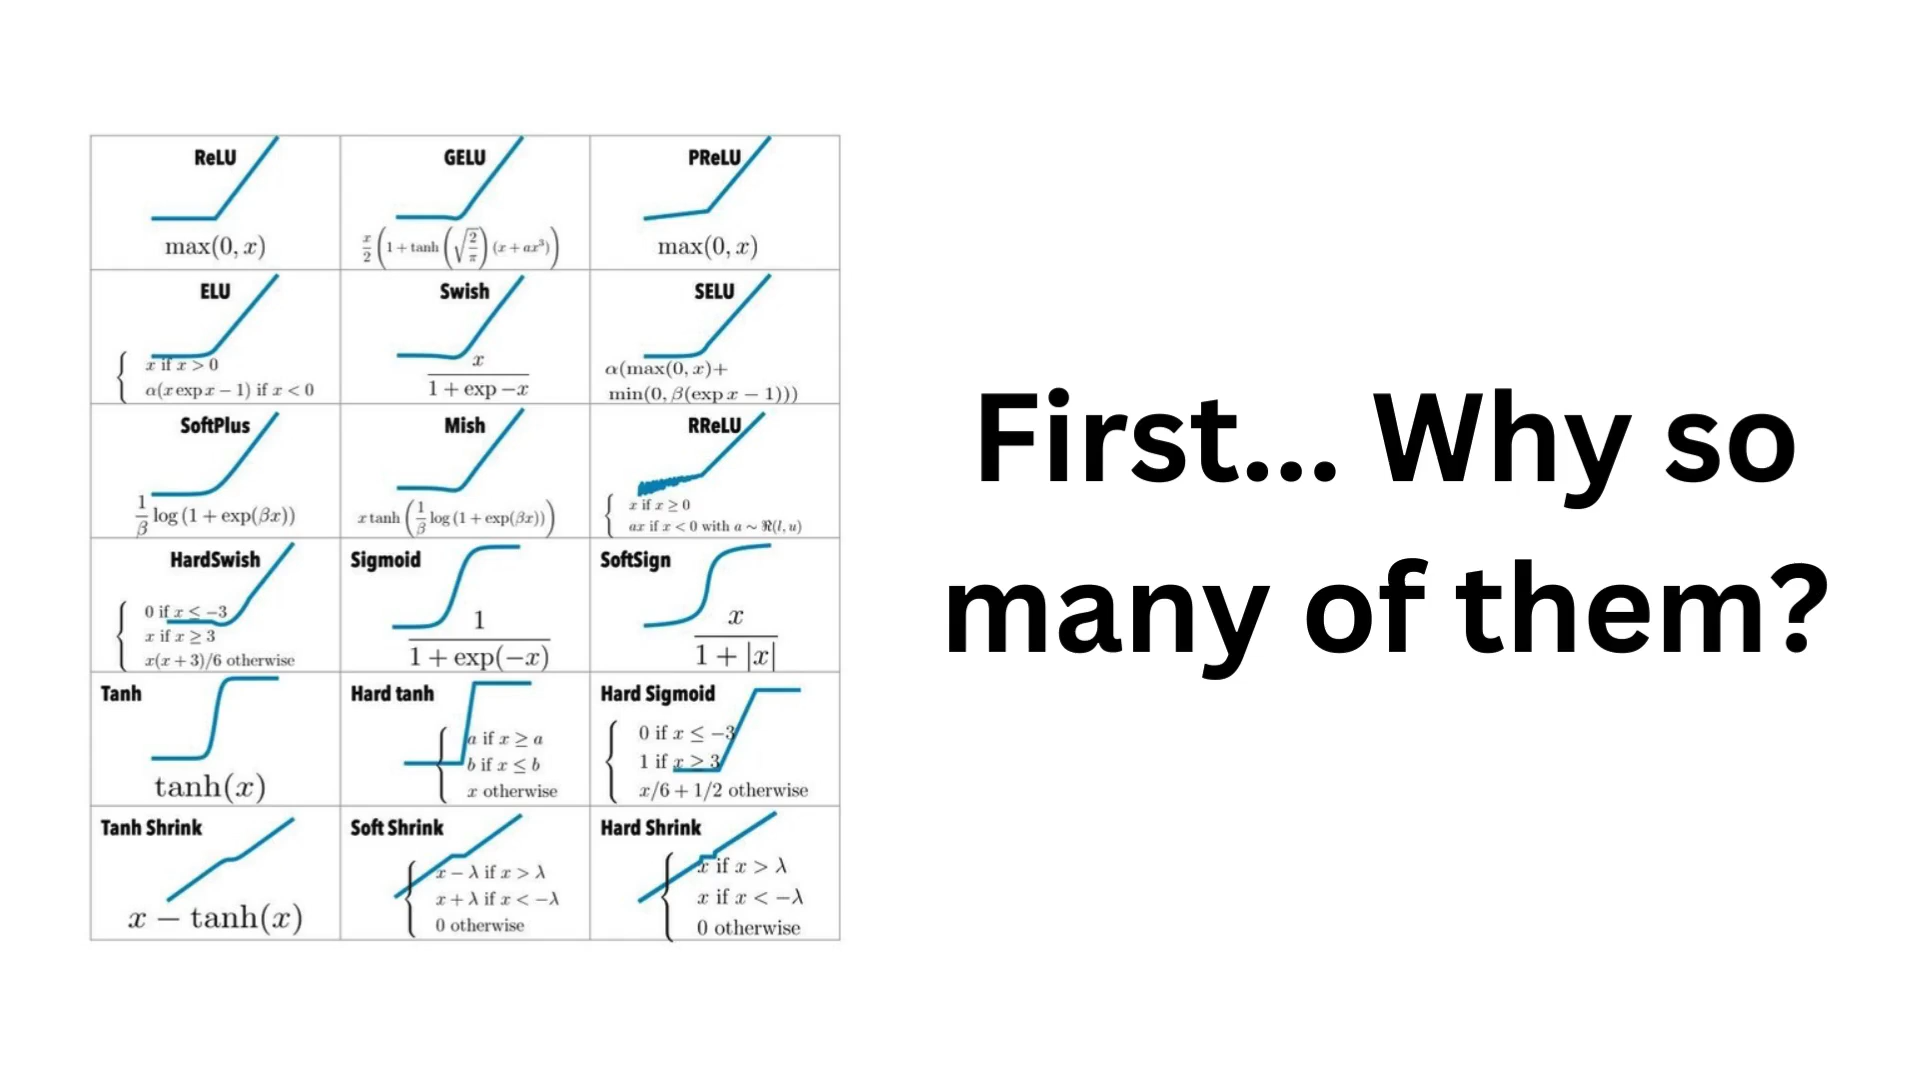 ReLU
max(0, x)
GELU
x/2 (1 + tanh (√(2/π)) (x + ax³))
PReLU
max(0, x)
ELU
{ x if x > 0
α(x exp x − 1) if x < 0
Swish
x
1 + exp −x
SELU
α(max(0, x)+
min(0, β(exp x − 1)))
SoftPlus
1/β log (1 + exp(βx))
Mish
x tanh (1/β log (1 + exp(βx)))
RReLU
{ x if x ≥ 0
ax if x < 0 with a ∼ ℜ(l, u)
HardSwish
{ 0 if x ≤ −3
x if x ≥ 3
x(x + 3)/6 otherwise
Sigmoid
1
1 + exp(−x)
SoftSign
x
1 + |x|
Tanh
tanh(x)
Hard tanh
{ a if x ≥ a
b if x ≤ b
x otherwise
Hard Sigmoid
{ 0 if x ≤ −3
1 if x ≥ 3
x/6 + 1/2 otherwise
Tanh Shrink
x − tanh(x)
Soft Shrink
{ x − λ if x > λ
x + λ if x < −λ
0 otherwise
Hard Shrink
{ x if x > λ
x if x < −λ
0 otherwise
First... Why so
many of them?